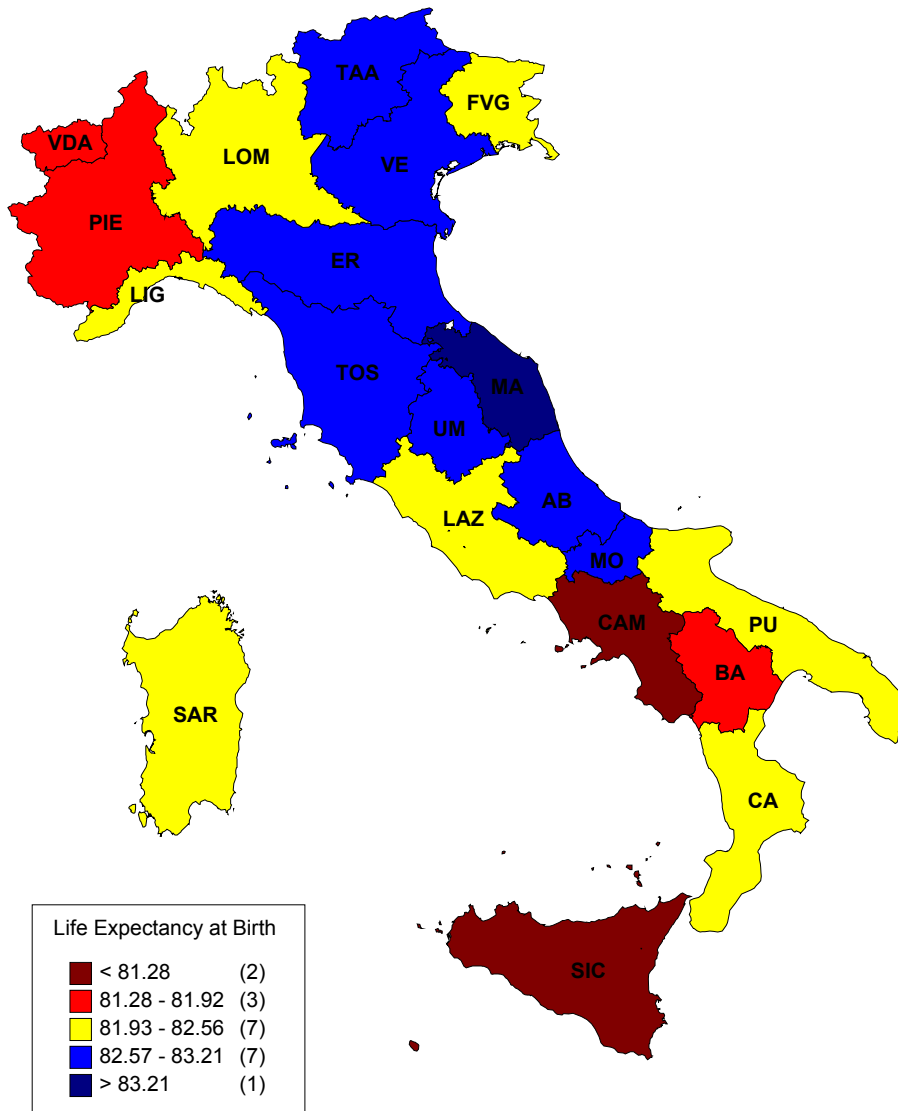 TAA
FVG
VDA
LOM
VE
PIE
ER
LIG
TOS
MA
UM
AB
LAZ
MO
CAM
PU
BA
SAR
CA
SIC
Life Expectancy at Birth
< 81.28 (2)
81.28 - 81.92 (3)
81.93 - 82.56 (7)
82.57 - 83.21 (7)
> 83.21 (1)